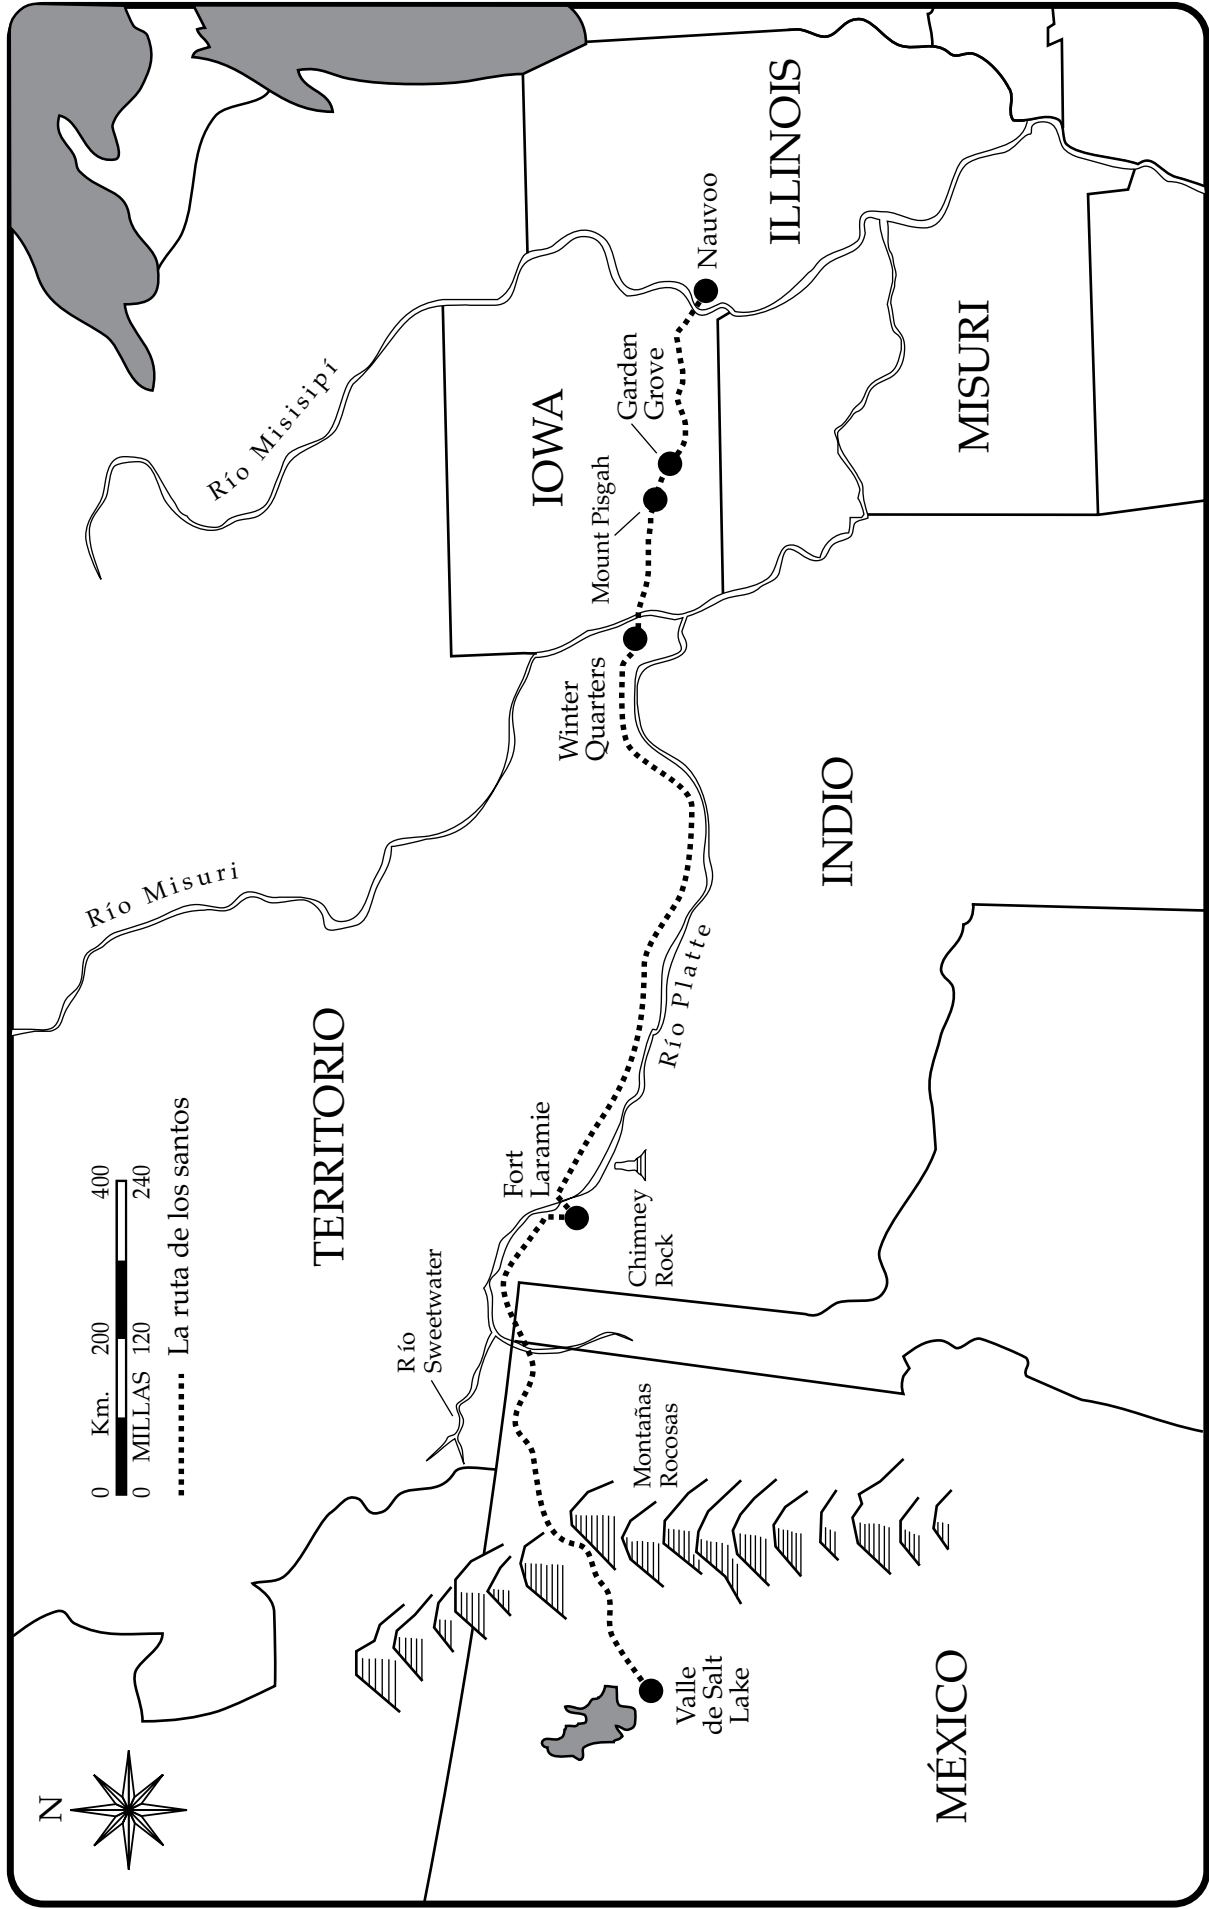 N
0 Km. 200 400
0 MILLAS 120 240
La ruta de los santos
Río Misuri
Río Misisipí
TERRITORIO
INDIO
Río
Sweetwater
Fort
Laramie
Chimney
Rock
Río Platte
Winter
Quarters
Mount Pisgah
Garden
Grove
Nauvoo
IOWA
ILLINOIS
MISURI
Montañas
Rocosas
Valle
de Salt
Lake
MÉXICO